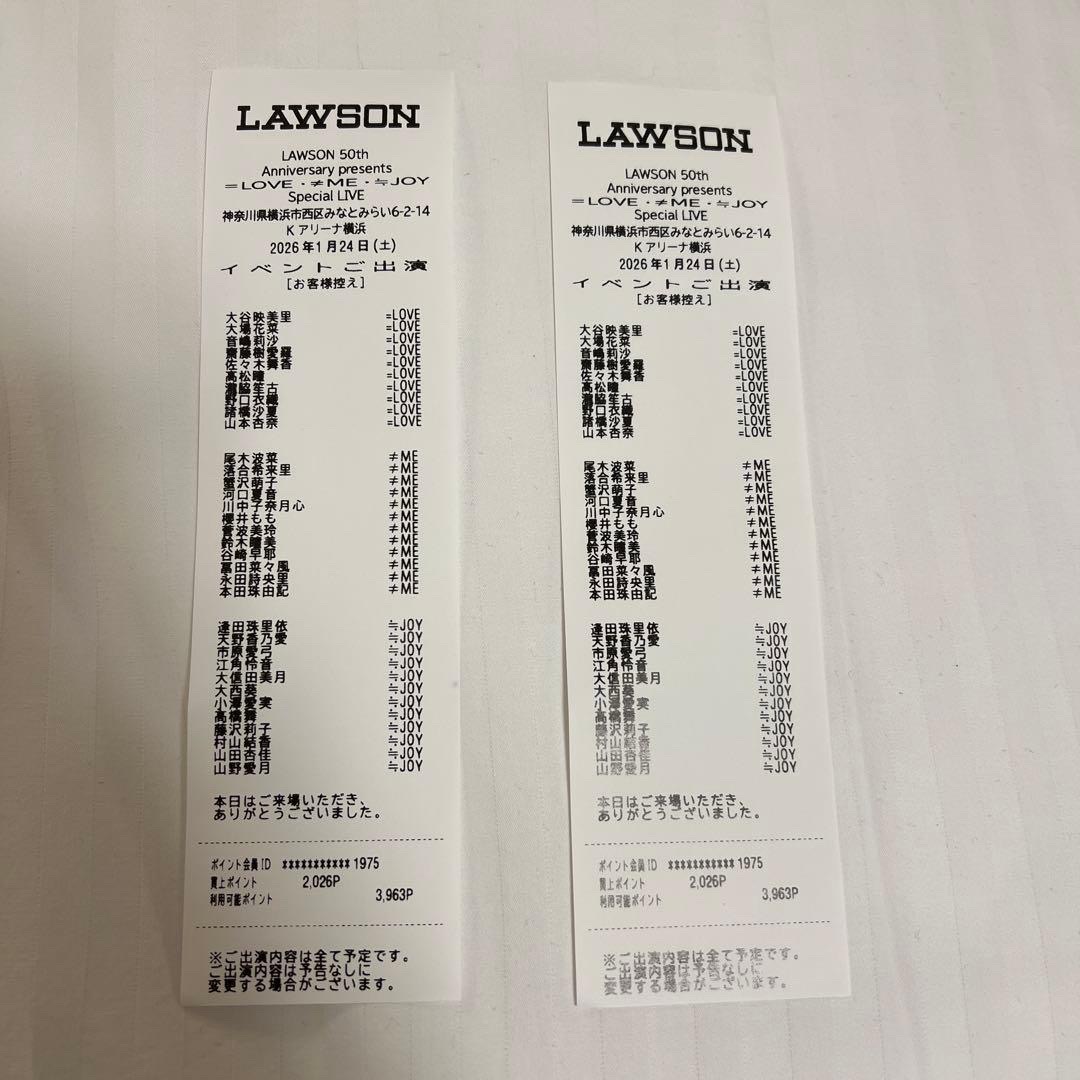 LAWSON
LAWSON 50th
Anniversary presents
=LOVE・≠ME・≒JOY
Special LIVE
神奈川県横浜市西区みなとみらい6-2-14
K アリーナ横浜
2026年1月24日(土)
イベントご出演
[お客様控え]
大谷映美里 =LOVE
大場花菜 =LOVE
音嶋莉沙 =LOVE
齋藤樹愛羅 =LOVE
佐々木舞香 =LOVE
髙松瞳 =LOVE
瀧脇笙古 =LOVE
野口衣織 =LOVE
諸橋沙夏 =LOVE
山本杏奈 =LOVE
尾木波菜 ≠ME
落合希来里 ≠ME
蟹沢萌子 ≠ME
河口夏音 ≠ME
川中子奈月心 ≠ME
櫻井もも ≠ME
菅波美玲 ≠ME
鈴木瞳美 ≠ME
谷崎早耶 ≠ME
冨田菜々風 ≠ME
永田詩央里 ≠ME
本田珠由記 ≠ME
逢田珠里依 ≒JOY
天野香乃愛 ≒JOY
市原愛弓 ≒JOY
江角怜音 ≒JOY
大信田美月 ≒JOY
大西葵 ≒JOY
小澤愛実 ≒JOY
高橋舞 ≒JOY
藤沢莉子 ≒JOY
村山結香 ≒JOY
山田杏佳 ≒JOY
山野愛月 ≒JOY
本日はご来場いただき、
ありがとうございました。
ポイント会員ID ***********1975
買上ポイント 2,026P
利用可能ポイント 3,963P
※ご出演内容は全て予定です。
ご出演内容は予告なしに
変更する場合がございます。
LAWSON
LAWSON 50th
Anniversary presents
=LOVE・≠ME・≒JOY
Special LIVE
神奈川県横浜市西区みなとみらい6-2-14
K アリーナ横浜
2026年1月24日(土)
イベントご出演
[お客様控え]
大谷映美里 =LOVE
大場花菜 =LOVE
音嶋莉沙 =LOVE
齋藤樹愛羅 =LOVE
佐々木舞香 =LOVE
髙松瞳 =LOVE
瀧脇笙古 =LOVE
野口衣織 =LOVE
諸橋沙夏 =LOVE
山本杏奈 =LOVE
尾木波菜 ≠ME
落合希来里 ≠ME
蟹沢萌子 ≠ME
河口夏音 ≠ME
川中子奈月心 ≠ME
櫻井もも ≠ME
菅波美玲 ≠ME
鈴木瞳美 ≠ME
谷崎早耶 ≠ME
冨田菜々風 ≠ME
永田詩央里 ≠ME
本田珠由記 ≠ME
逢田珠里依 ≒JOY
天野香乃愛 ≒JOY
市原愛弓 ≒JOY
江角怜音 ≒JOY
大信田美月 ≒JOY
大西葵 ≒JOY
小澤愛実 ≒JOY
高橋舞 ≒JOY
藤沢莉子 ≒JOY
村山結香 ≒JOY
山田杏佳 ≒JOY
山野愛月 ≒JOY
本日はご来場いただき、
ありがとうございました。
ポイント会員ID ***********1975
買上ポイント 2,026P
利用可能ポイント 3,963P
※ご出演内容は全て予定です。
ご出演内容は予告なしに
変更する場合がございます。